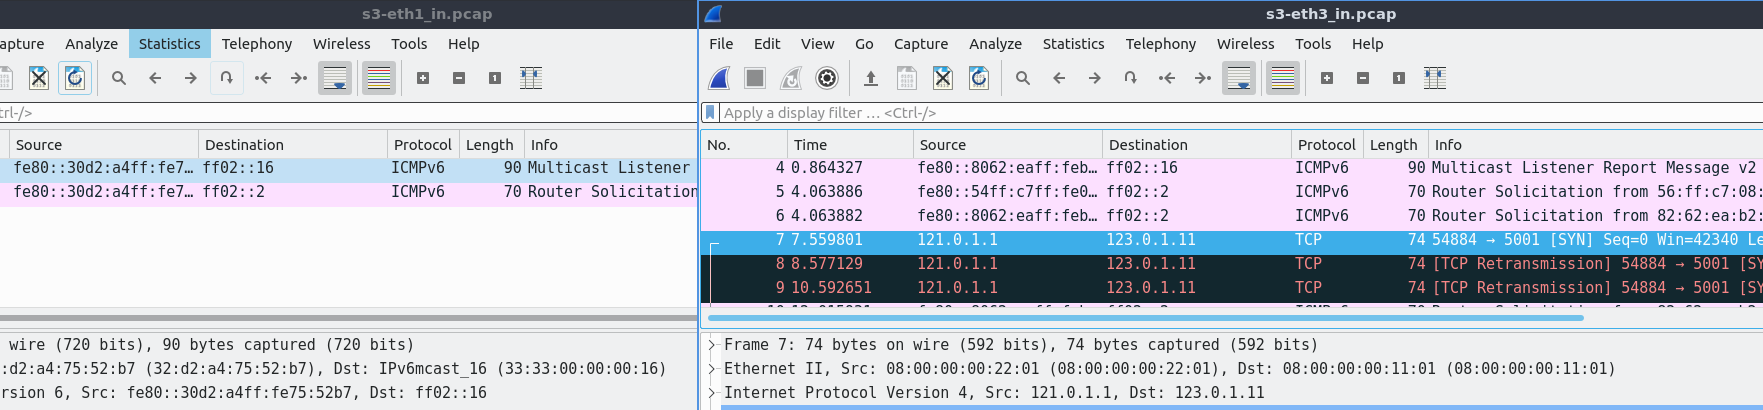 s3-eth1_in.pcap
apture Analyze Statistics Telephony Wireless Tools Help
trl-/>
Source Destination Protocol Length Info
fe80::30d2:a4ff:fe7… ff02::16 ICMPv6 90 Multicast Listener
fe80::30d2:a4ff:fe7… ff02::2 ICMPv6 70 Router Solicitation
wire (720 bits), 90 bytes captured (720 bits)
:d2:a4:75:52:b7 (32:d2:a4:75:52:b7), Dst: IPv6mcast_16 (33:33:00:00:00:16)
rsion 6, Src: fe80::30d2:a4ff:fe75:52b7, Dst: ff02::16
s3-eth3_in.pcap
File Edit View Go Capture Analyze Statistics Telephony Wireless Tools Help
Apply a display filter … <Ctrl-/>
No. Time Source Destination Protocol Length Info
4 0.864327 fe80::8062:eaff:feb… ff02::16 ICMPv6 90 Multicast Listener Report Message v2
5 4.063886 fe80::54ff:c7ff:fe0… ff02::2 ICMPv6 70 Router Solicitation from 56:ff:c7:08:
6 4.063882 fe80::8062:eaff:feb… ff02::2 ICMPv6 70 Router Solicitation from 82:62:ea:b2:
7 7.559801 121.0.1.1 123.0.1.11 TCP 74 54884 → 5001 [SYN] Seq=0 Win=42340 Le
8 8.577129 121.0.1.1 123.0.1.11 TCP 74 [TCP Retransmission] 54884 → 5001 [SY
9 10.592651 121.0.1.1 123.0.1.11 TCP 74 [TCP Retransmission] 54884 → 5001 [SY
Frame 7: 74 bytes on wire (592 bits), 74 bytes captured (592 bits)
Ethernet II, Src: 08:00:00:00:22:01 (08:00:00:00:22:01), Dst: 08:00:00:00:11:01 (08:00:00:00:11:01)
Internet Protocol Version 4, Src: 121.0.1.1, Dst: 123.0.1.11